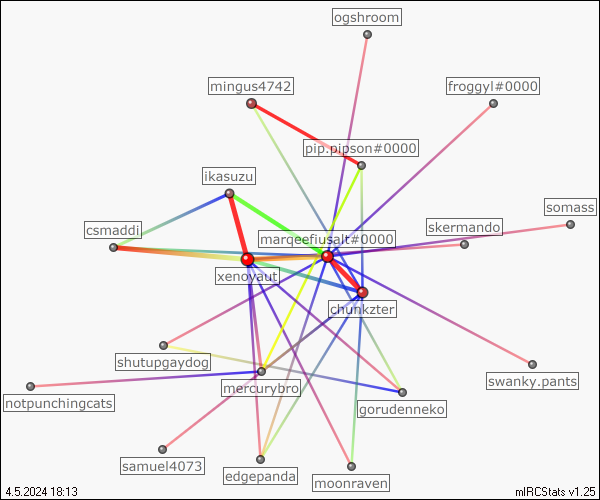 ogshroom
mingus4742
froggyl#0000
pip.pipson#0000
ikasuzu
somass
csmaddi
skermando
marqeefiusalt#0000
xenoyaut
chunkzter
shutupgaydog
swanky.pants
mercurybro
notpunchingcats
gorudenneko
samuel4073
edgepanda
moonraven
4.5.2024 18:13
mIRCStats v1.25